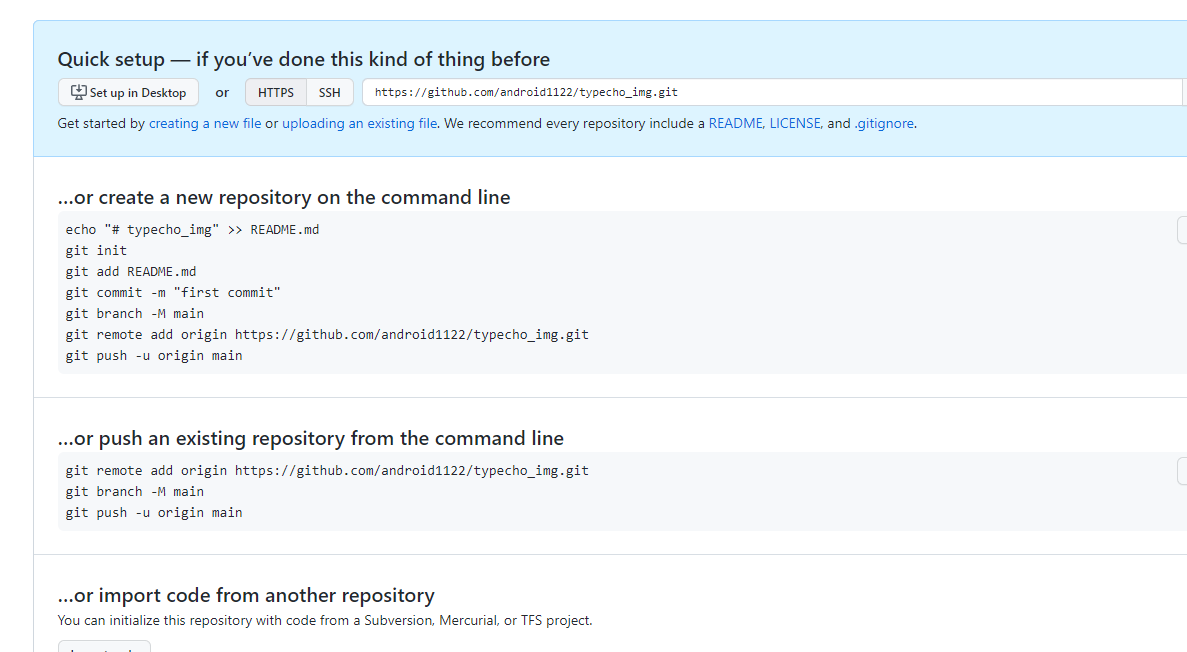 Quick setup — if you’ve done this kind of thing before
Set up in Desktop or HTTPS SSH https://github.com/android1122/typecho_img.git
Get started by creating a new file or uploading an existing file. We recommend every repository include a README, LICENSE, and .gitignore.
…or create a new repository on the command line
echo "# typecho_img" >> README.md
git init
git add README.md
git commit -m "first commit"
git branch -M main
git remote add origin https://github.com/android1122/typecho_img.git
git push -u origin main
…or push an existing repository from the command line
git remote add origin https://github.com/android1122/typecho_img.git
git branch -M main
git push -u origin main
…or import code from another repository
You can initialize this repository with code from a Subversion, Mercurial, or TFS project.